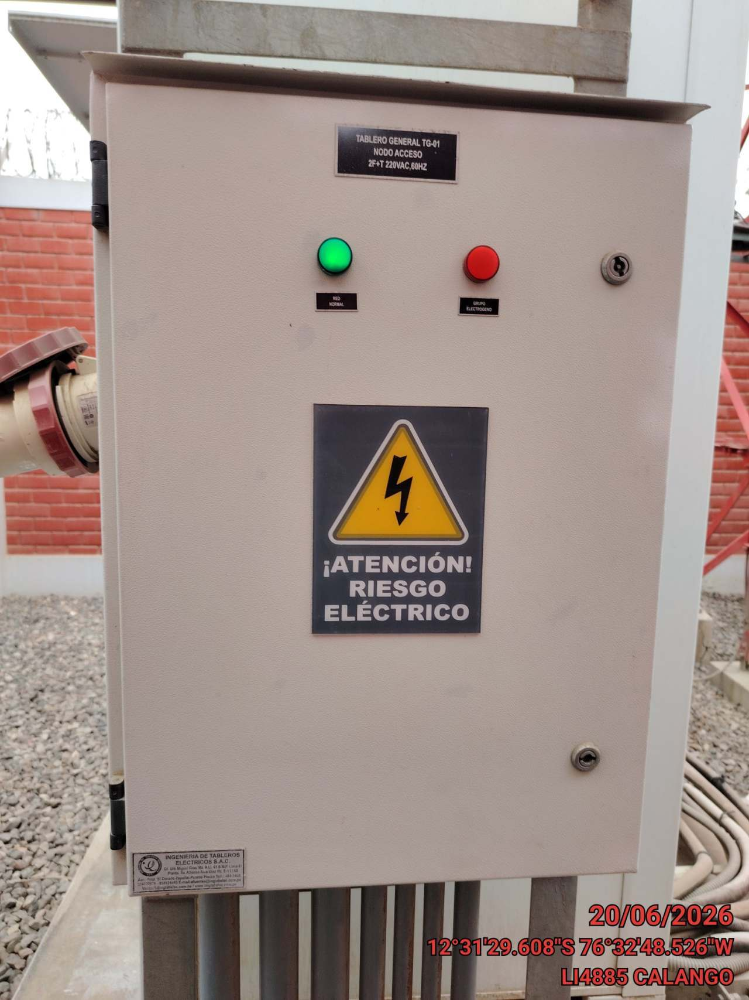 TABLERO GENERAL TG-01
NODO ACCESO
2F+T 220VAC,60HZ
RED
NORMAL
GRUPO
ELECTROGENO
¡ATENCIÓN!
RIESGO
ELÉCTRICO
INGENIERIA DE TABLEROS
ELECTRICOS S.A.C.
20/06/2026
12°31'29.608"S 76°32'48.526"W
LI4885 CALANGO